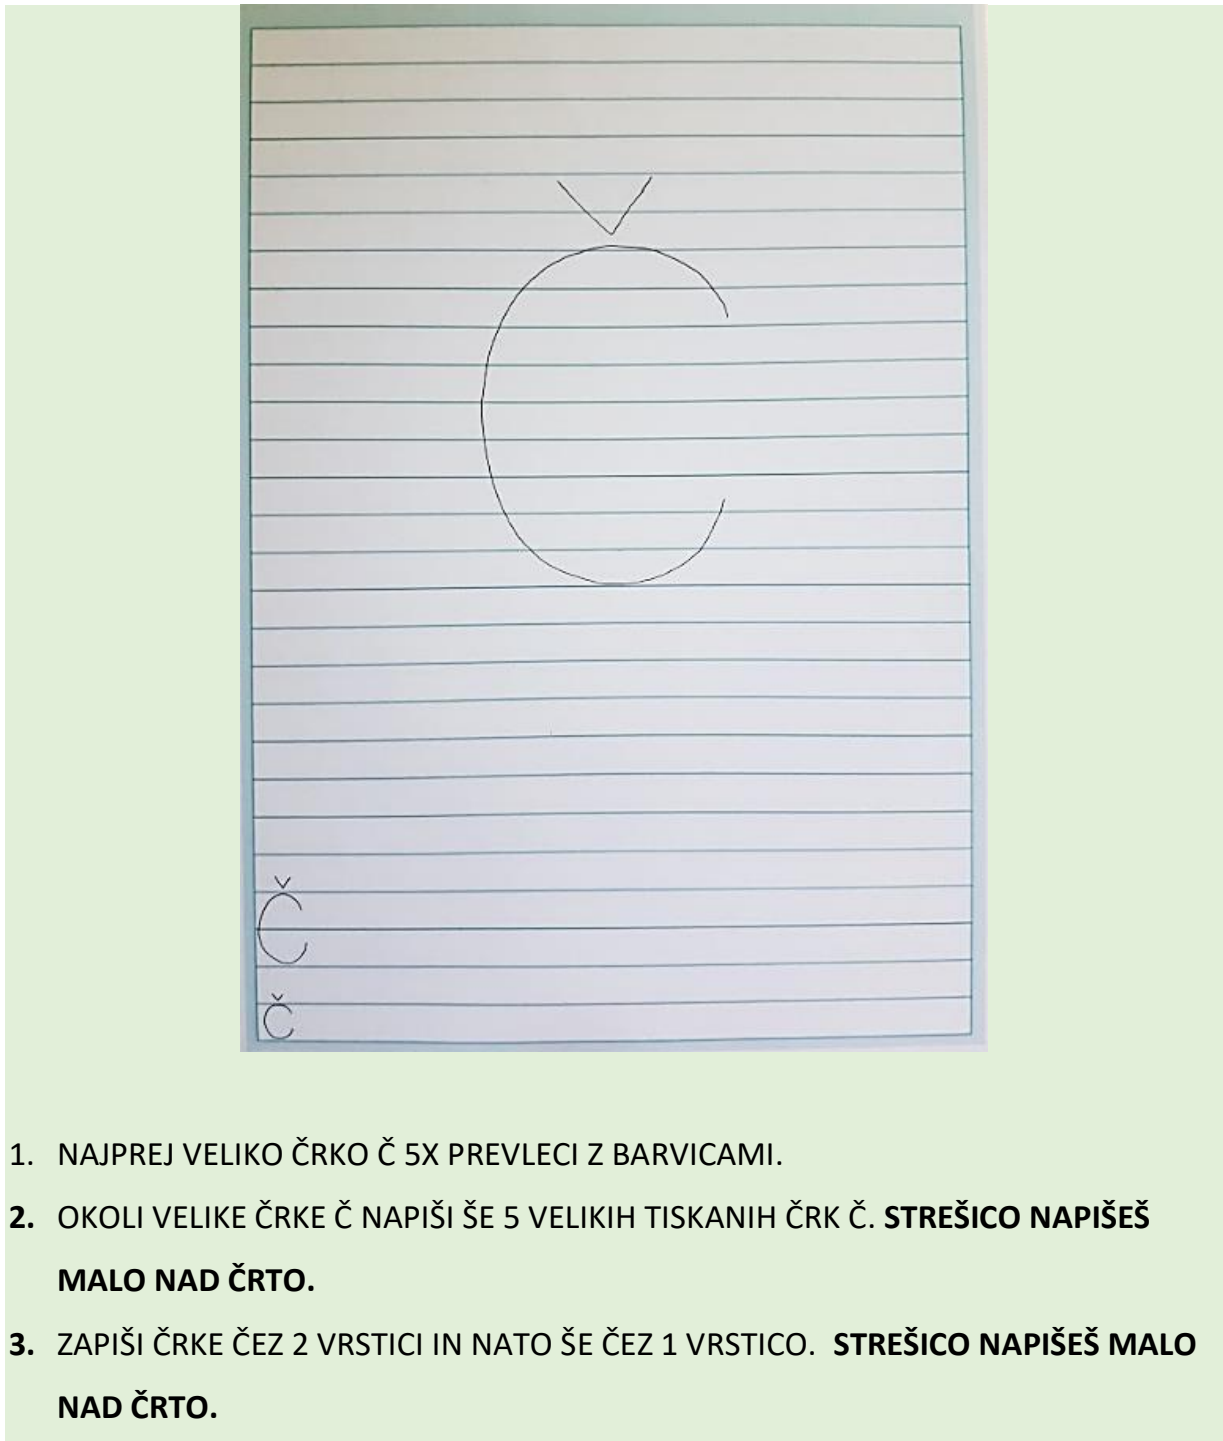 Č
Č
Č
1. NAJPREJ VELIKO ČRKO Č 5X PREVLECI Z BARVICAMI.
2. OKOLI VELIKE ČRKE Č NAPIŠI ŠE 5 VELIKIH TISKANIH ČRK Č. STREŠICO NAPIŠEŠ
MALO NAD ČRTO.
3. ZAPIŠI ČRKE ČEZ 2 VRSTICI IN NATO ŠE ČEZ 1 VRSTICO. STREŠICO NAPIŠEŠ MALO
NAD ČRTO.